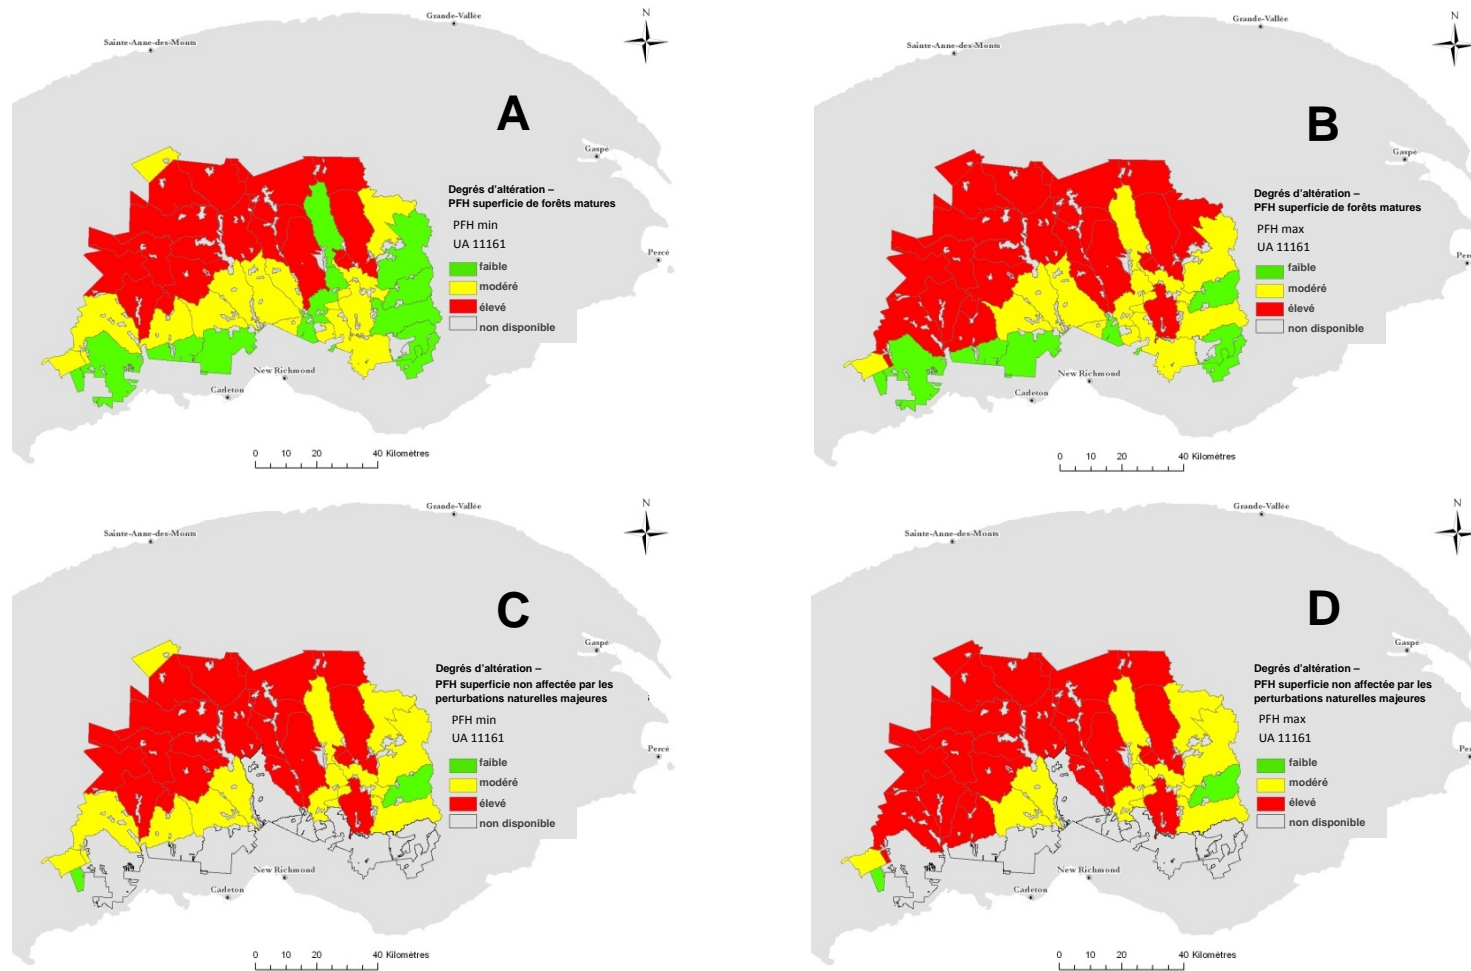 Grande-Vallée
Sainte-Anne-des-Monts
N
A
Gaspé
Degrés d'altération –
PFH superficie de forêts matures
PFH min
UA 11161
Percé
faible
modéré
élevé
non disponible
New Richmond
Carleton
0 10 20 40 Kilomètres
Grande-Vallée
Sainte-Anne-des-Monts
N
B
Gaspé
Degrés d'altération –
PFH superficie de forêts matures
PFH max
UA 11161
Per
faible
modéré
élevé
non disponible
New Richmond
Carleton
0 10 20 40 Kilomètres
Grande-Vallée
Sainte-Anne-des-Monts
N
C
Gaspé
Degrés d'altération –
PFH superficie non affectée par les
perturbations naturelles majeures
PFH min
UA 11161
Percé
faible
modéré
élevé
non disponible
New Richmond
Carleton
0 10 20 40 Kilomètres
Grande-Vallée
Sainte-Anne-des-Monts
N
D
Gaspé
Degrés d'altération –
PFH superficie non affectée par les
perturbations naturelles majeures
PFH max
UA 11161
Per
faible
modéré
élevé
non disponible
New Richmond
Carleton
0 10 20 40 Kilomètres